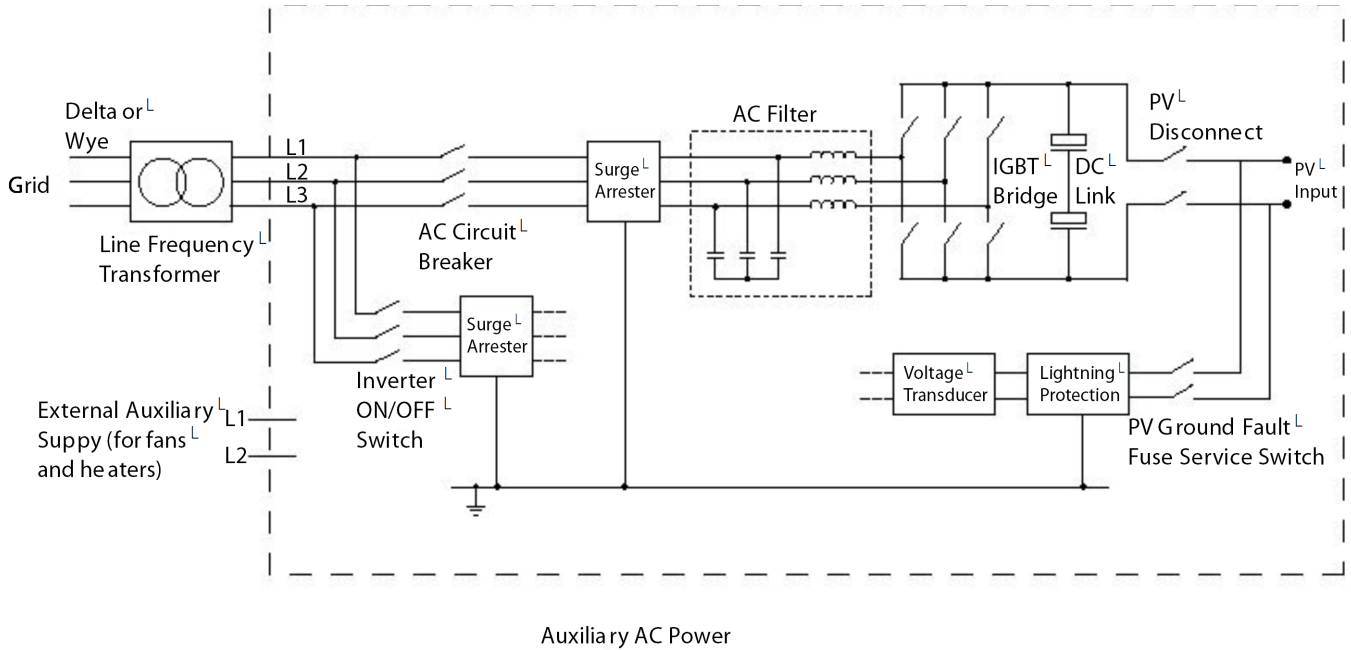 Delta or
Wye
Grid
Line Frequency
Transformer
L1
L2
L3
AC Circuit
Breaker
Surge
Arrester
AC Filter
IGBT
Bridge
DC
Link
PV
Disconnect
PV
Input
Surge
Arrester
Inverter
ON/OFF
Switch
Voltage
Transducer
Lightning
Protection
PV Ground Fault
Fuse Service Switch
External Auxiliary
Suppy (for fans
and heaters)
L1
L2
Auxiliary AC Power